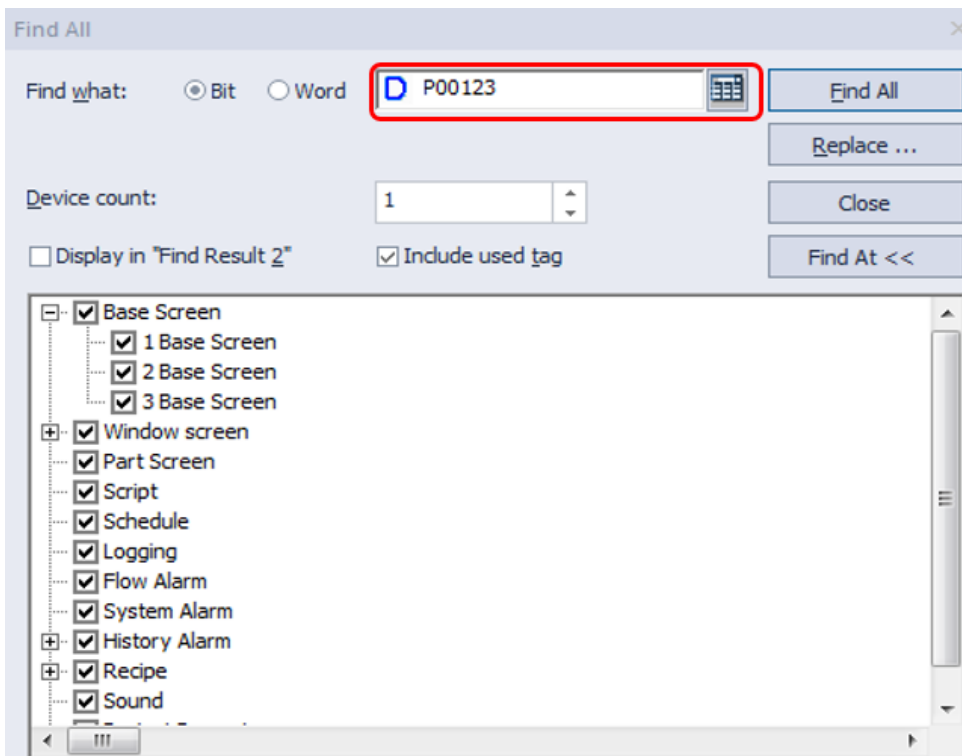 Find All
Find what: Bit Word D P00123 Find All
Replace ...
Device count: 1 Close
Display in "Find Result 2" Include used tag Find At <<
Base Screen
1 Base Screen
2 Base Screen
3 Base Screen
Window screen
Part Screen
Script
Schedule
Logging
Flow Alarm
System Alarm
History Alarm
Recipe
Sound